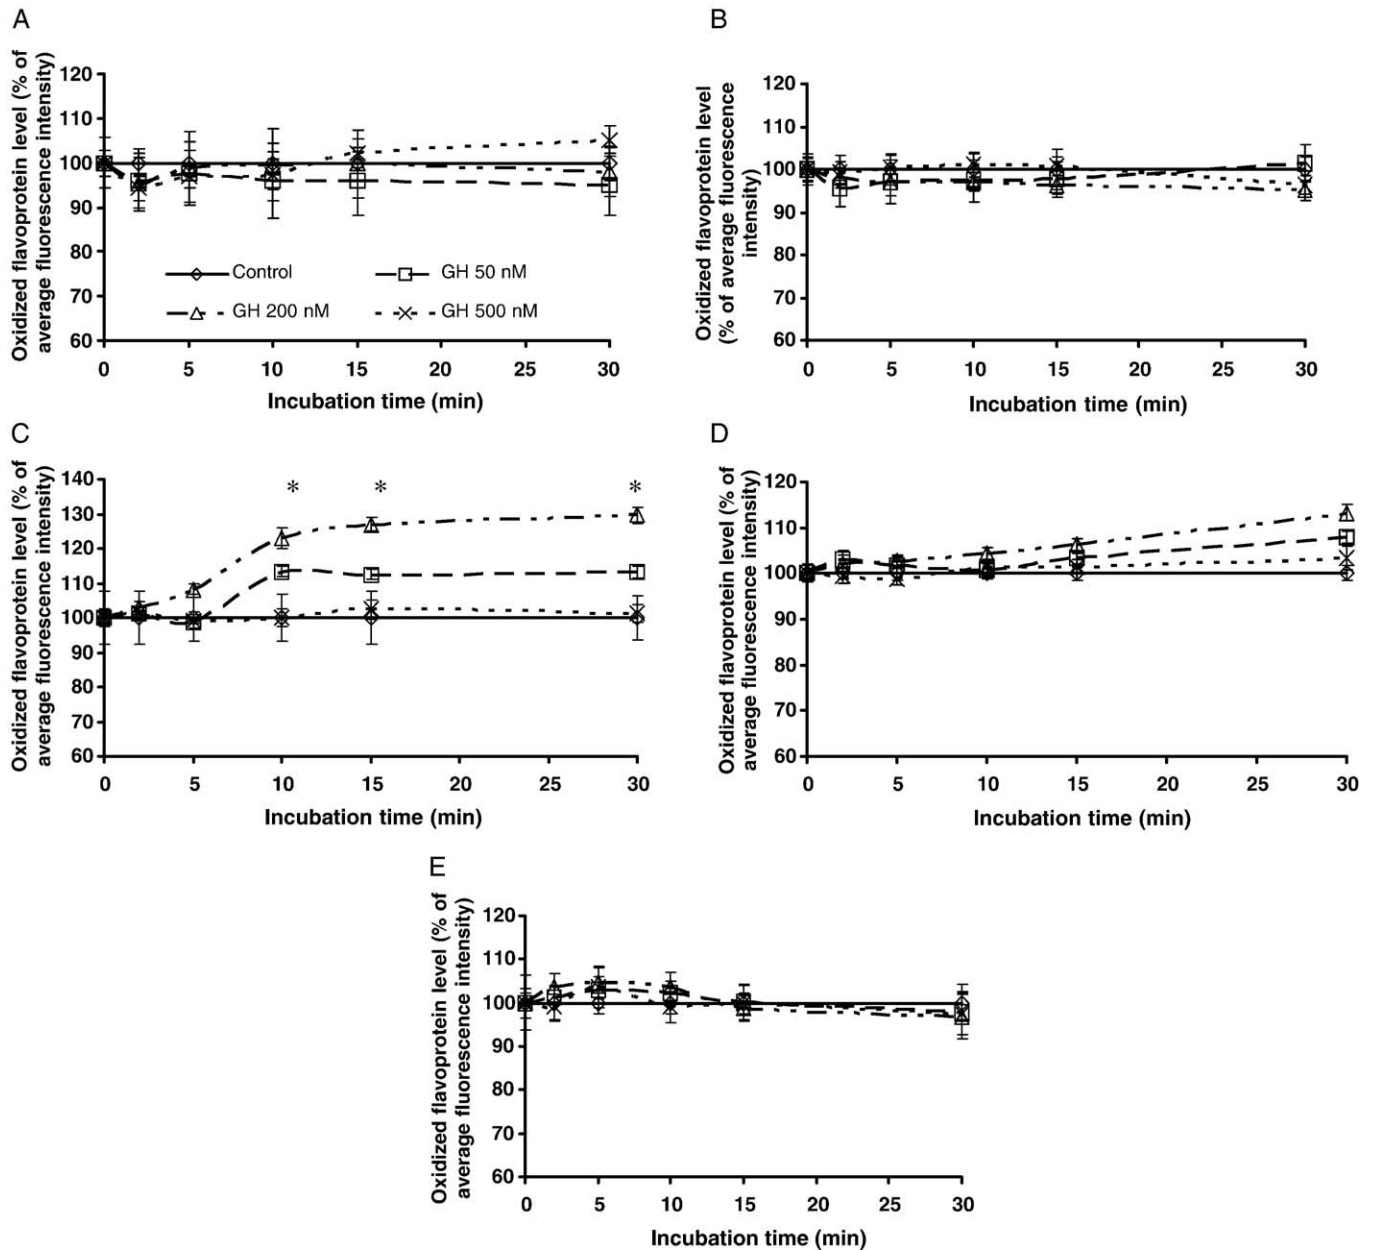 A
Oxidized flavoprotein level (% of
average fluorescence intensity)
120
110
100
90
80
70
60
Control
GH 50 nM
GH 200 nM
GH 500 nM
0 5 10 15 20 25 30
Incubation time (min)
B
Oxidized flavoprotein level
(% of average fluorescence
intensity)
120
110
100
90
80
70
60
0 5 10 15 20 25 30
Incubation time (min)
C
Oxidized flavoprotein level (% of
average fluorescence intensity)
140
130
120
110
100
90
80
70
60
* * *
0 5 10 15 20 25 30
Incubation time (min)
D
Oxidized flavoprotein level (% of
average fluorescence intensity)
120
110
100
90
80
70
60
0 5 10 15 20 25 30
Incubation time (min)
E
Oxidized flavoprotein level (% of
average fluorescence intensity)
120
110
100
90
80
70
60
0 5 10 15 20 25 30
Incubation time (min)